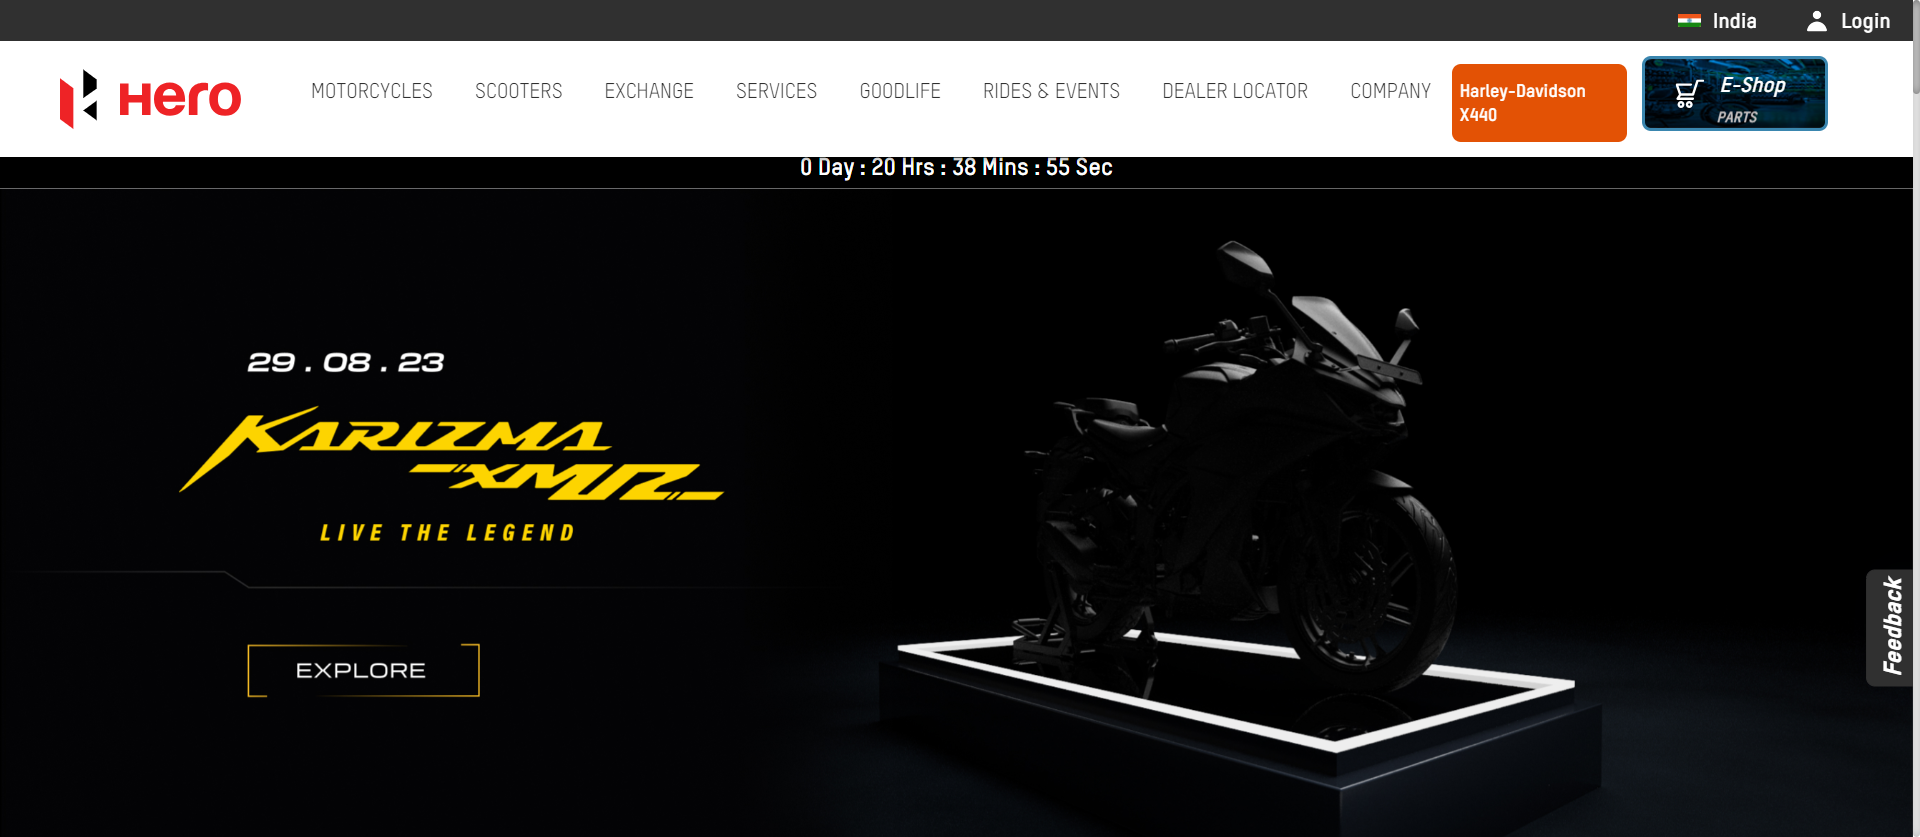 India
Login
Hero
MOTORCYCLES
SCOOTERS
EXCHANGE
SERVICES
GOODLIFE
RIDES & EVENTS
DEALER LOCATOR
COMPANY
Harley-Davidson
X440
E-Shop
PARTS
0 Day : 20 Hrs : 38 Mins : 55 Sec
29 . 08 . 23
KARIZMA
XMR
LIVE THE LEGEND
EXPLORE
Feedback